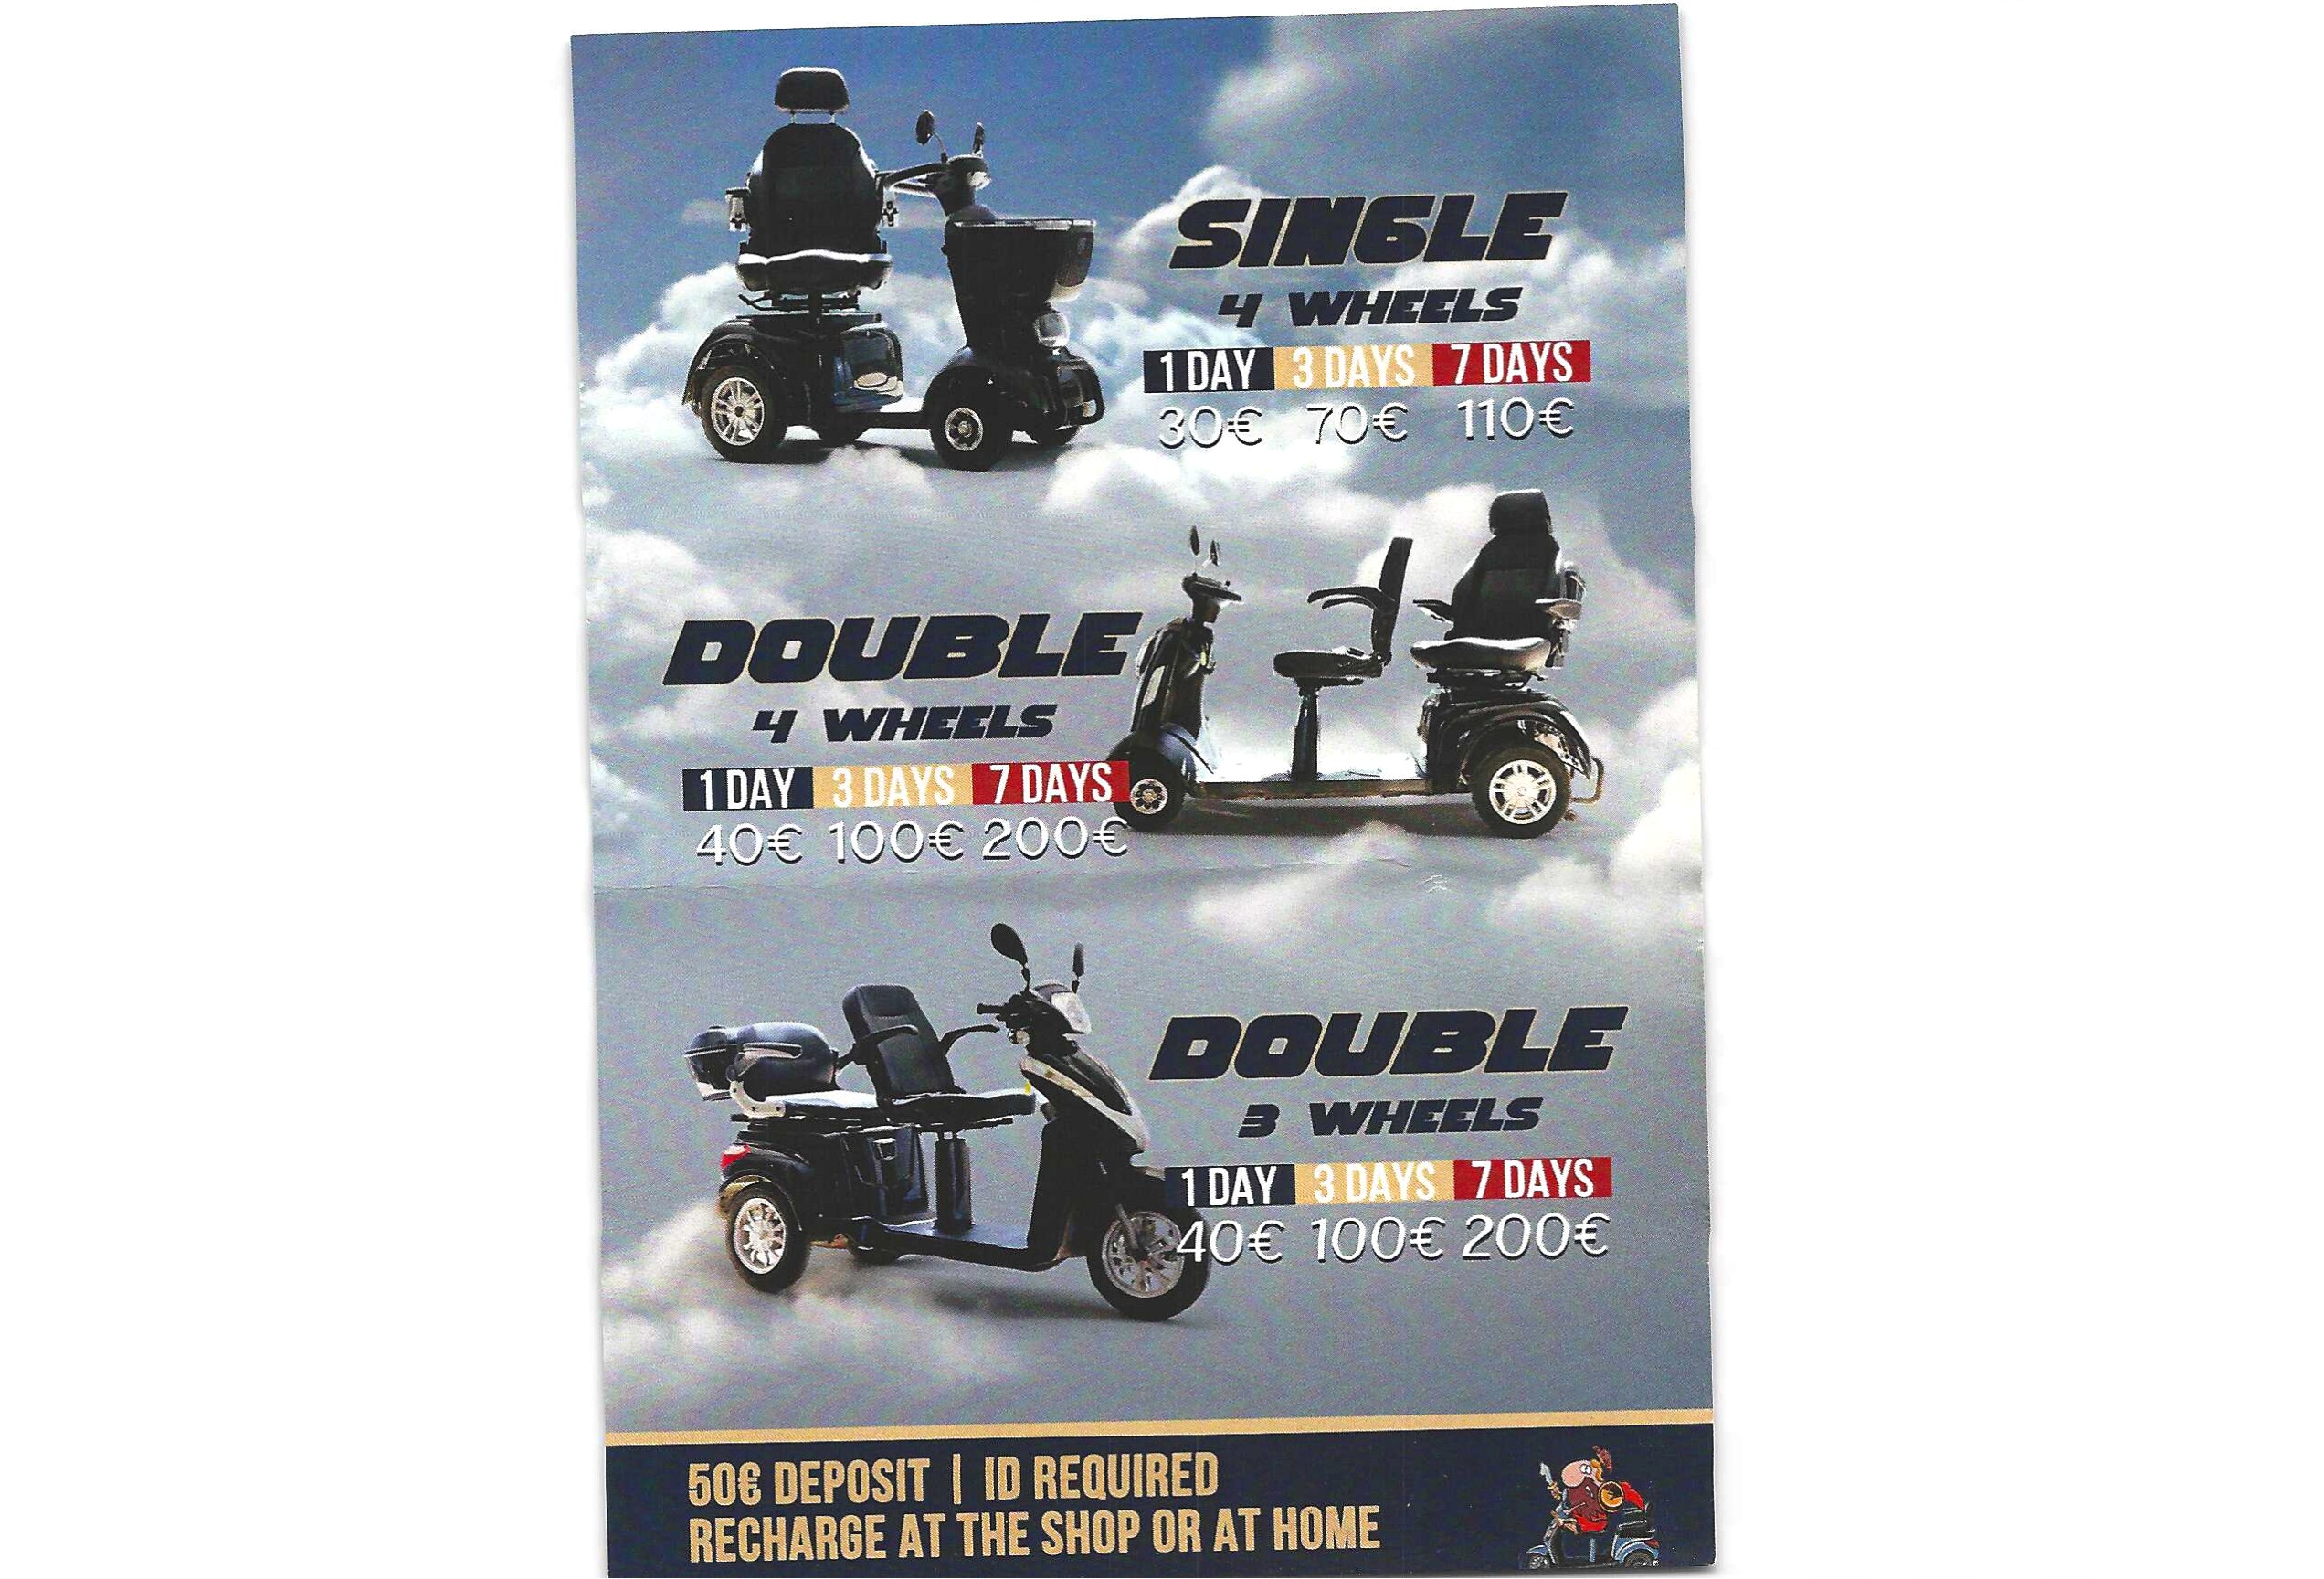 SINGLE
4 WHEELS
1 DAY 3 DAYS 7 DAYS
30€ 70€ 110€
DOUBLE
4 WHEELS
1 DAY 3 DAYS 7 DAYS
40€ 100€ 200€
DOUBLE
3 WHEELS
1 DAY 3 DAYS 7 DAYS
40€ 100€ 200€
50€ DEPOSIT | ID REQUIRED
RECHARGE AT THE SHOP OR AT HOME